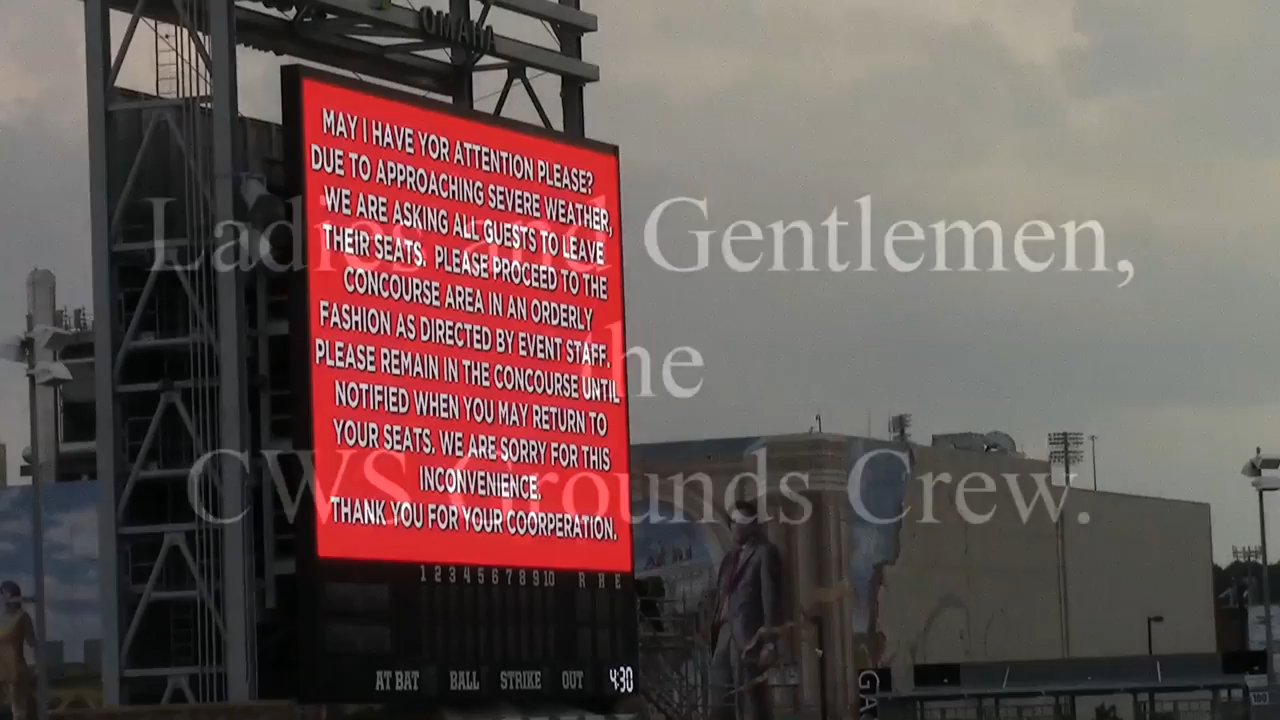 OMAHA
MAY I HAVE YOR ATTENTION PLEASE?
DUE TO APPROACHING SEVERE WEATHER,
WE ARE ASKING ALL GUESTS TO LEAVE
THEIR SEATS. PLEASE PROCEED TO THE
CONCOURSE AREA IN AN ORDERLY
FASHION AS DIRECTED BY EVENT STAFF.
PLEASE REMAIN IN THE CONCOURSE UNTIL
NOTIFIED WHEN YOU MAY RETURN TO
YOUR SEATS. WE ARE SORRY FOR THIS
INCONVENIENCE.
THANK YOU FOR YOUR COORPERATION.
Ladies and Gentlemen,
the
CWS Grounds Crew.
1 2 3 4 5 6 7 8 9 10 R H E
AT BAT BALL STRIKE OUT 4:30
GA
100